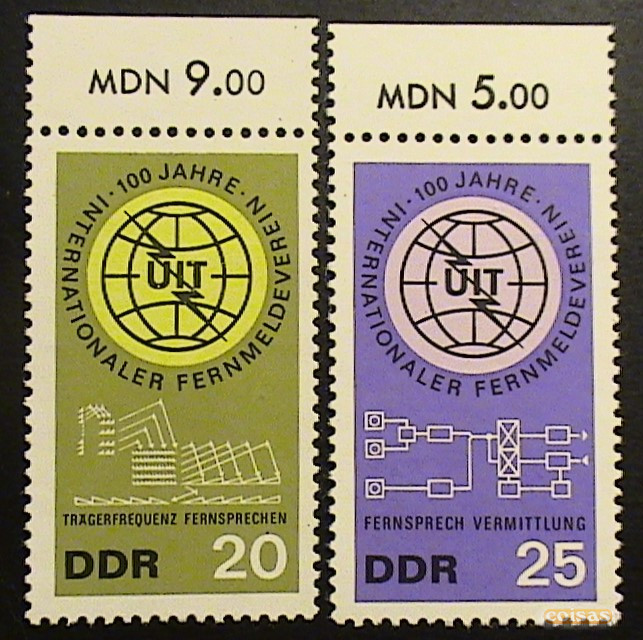 MDN 9.00
· 100 JAHRE · INTERNATIONALER FERNMELDEVEREIN
UIT
TRÄGERFREQUENZ FERNSPRECHEN
DDR 20
MDN 5.00
· 100 JAHRE · INTERNATIONALER FERNMELDEVEREIN
UIT
FERNSPRECH VERMITTLUNG
DDR 25
coisas